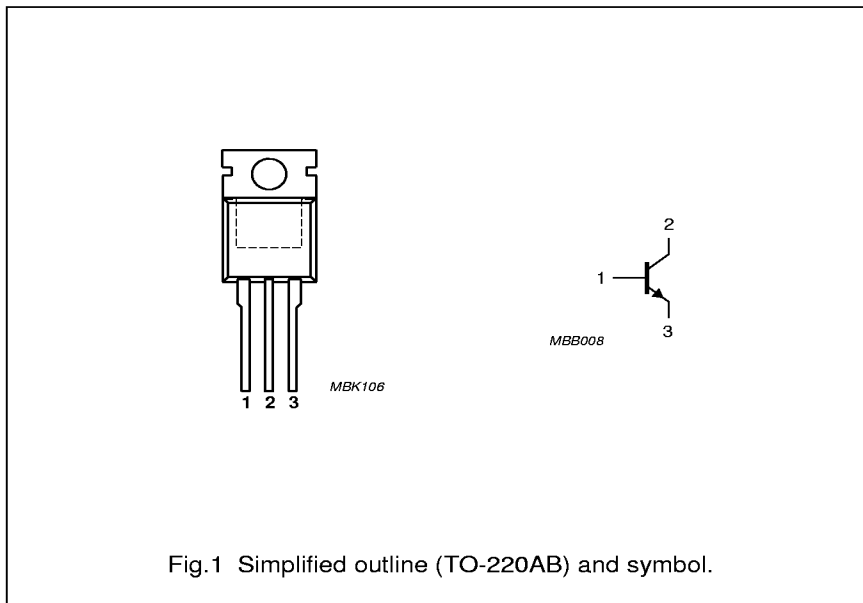 2
1
3
MBB008
MBK106
1 2 3
Fig.1 Simplified outline (TO-220AB) and symbol.